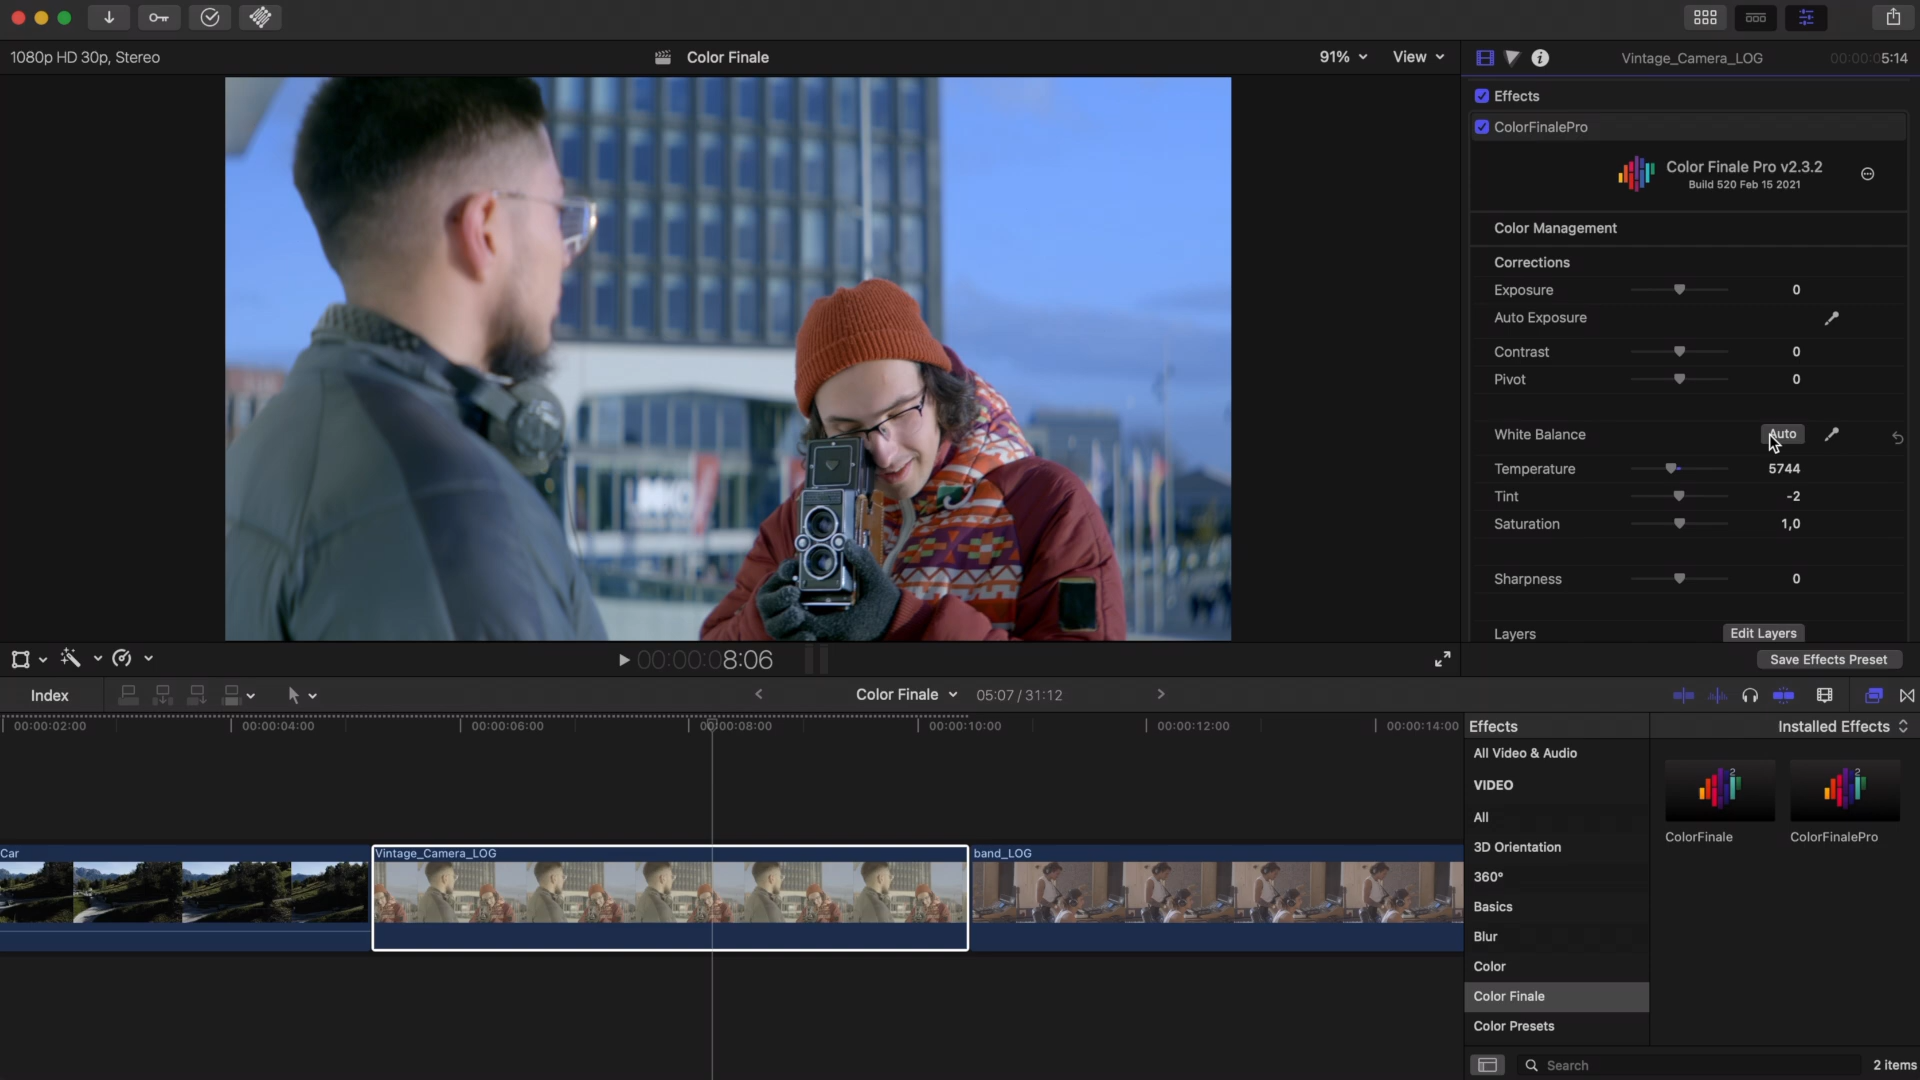 1080p HD 30p, Stereo
Color Finale
91%
View
Vintage_Camera_LOG
00:00:05:14
Effects
ColorFinalePro
Color Finale Pro v2.3.2
Build 520 Feb 15 2021
Color Management
Corrections
Exposure 0
Auto Exposure
Contrast 0
Pivot 0
White Balance Auto
Temperature 5744
Tint -2
Saturation 1,0
Sharpness 0
Layers Edit Layers
Save Effects Preset
00:00:08:06
Index
Color Finale
05:07 / 31:12
00:00:02:00
00:00:04:00
00:00:06:00
00:00:08:00
00:00:10:00
00:00:12:00
00:00:14:00
Car
Vintage_Camera_LOG
band_LOG
Effects
Installed Effects
All Video & Audio
VIDEO
All
3D Orientation
360°
Basics
Blur
Color
Color Finale
Color Presets
2
ColorFinale
2
ColorFinalePro
Search
2 items